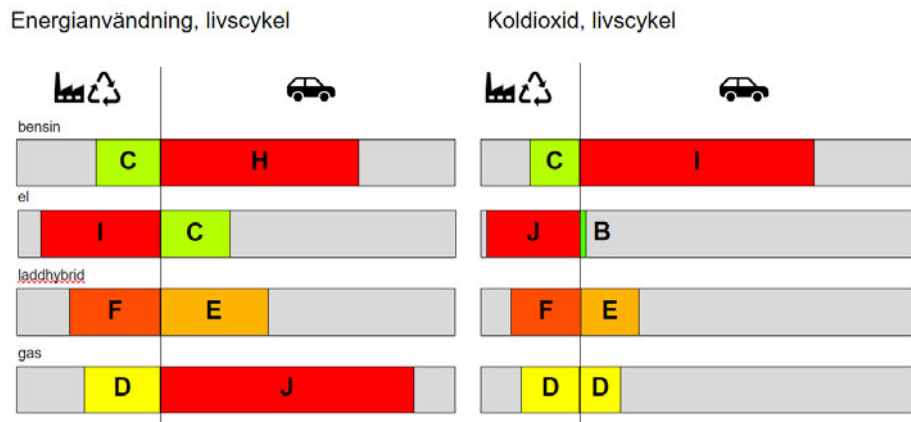 Energianvändning, livscykel
Koldioxid, livscykel
bensin
C H
C I
el
I C
J B
laddhybrid
F E
F E
gas
D J
D D